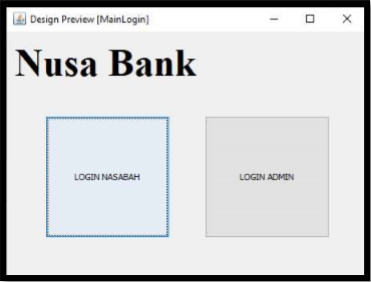 Design Preview [MainLogin]
Nusa Bank
LOGIN NASABAH
LOGIN ADMIN